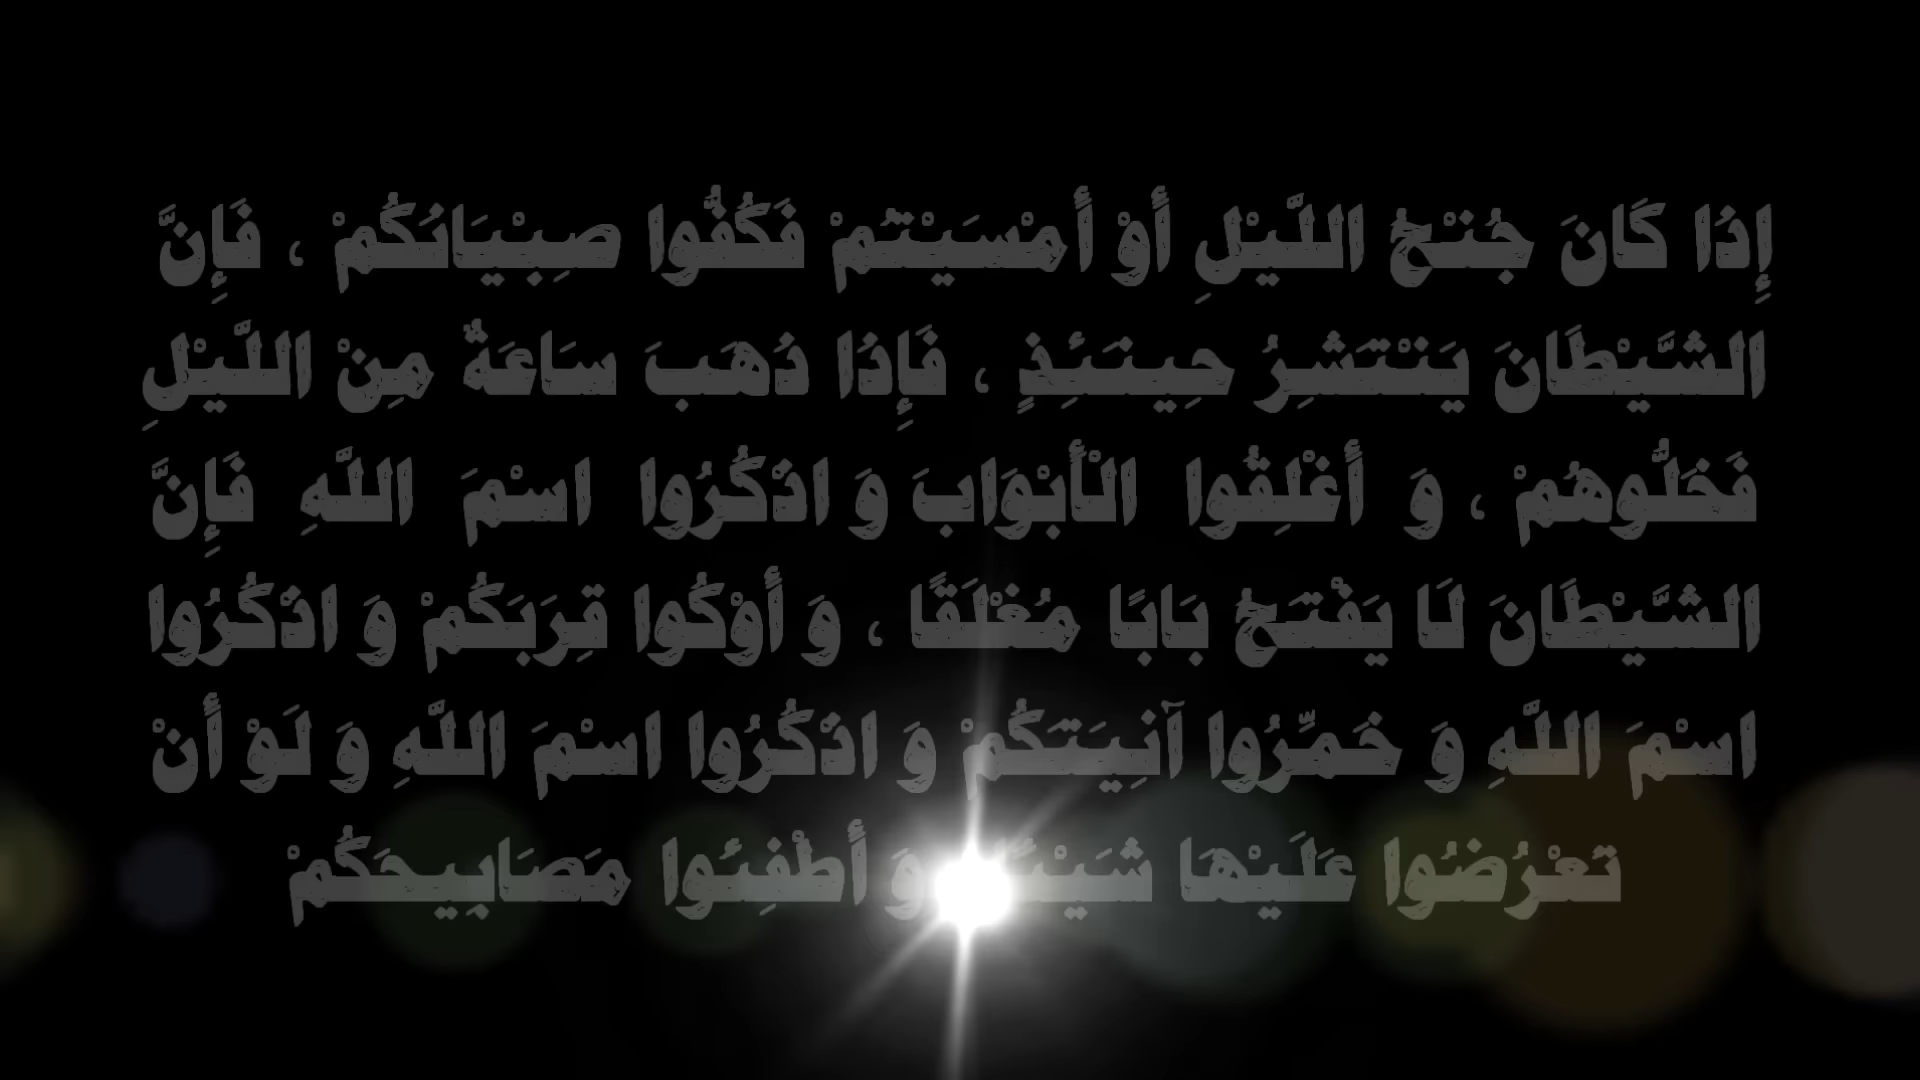 إِذَا كَانَ جُنْحُ اللَّيْلِ أَوْ أَمْسَيْتُمْ فَكُفُّوا صِبْيَانَكُمْ ، فَإِنَّ
الشَّيْطَانَ يَنْتَشِرُ حِينَئِذٍ ، فَإِذَا ذَهَبَ سَاعَةٌ مِنْ اللَّيْلِ
فَخَلُّوهُمْ ، وَ أَغْلِقُوا الْأَبْوَابَ وَ اذْكُرُوا اسْمَ اللَّهِ فَإِنَّ
الشَّيْطَانَ لَا يَفْتَحُ بَابًا مُغْلَقًا ، وَ أَوْكُوا قِرَبَكُمْ وَ اذْكُرُوا
اسْمَ اللَّهِ وَ خَمِّرُوا آنِيَتَكُمْ وَ اذْكُرُوا اسْمَ اللَّهِ وَ لَوْ أَنْ
تَعْرُضُوا عَلَيْهَا شَيْئًا وَ أَطْفِئُوا مَصَابِيحَكُمْ